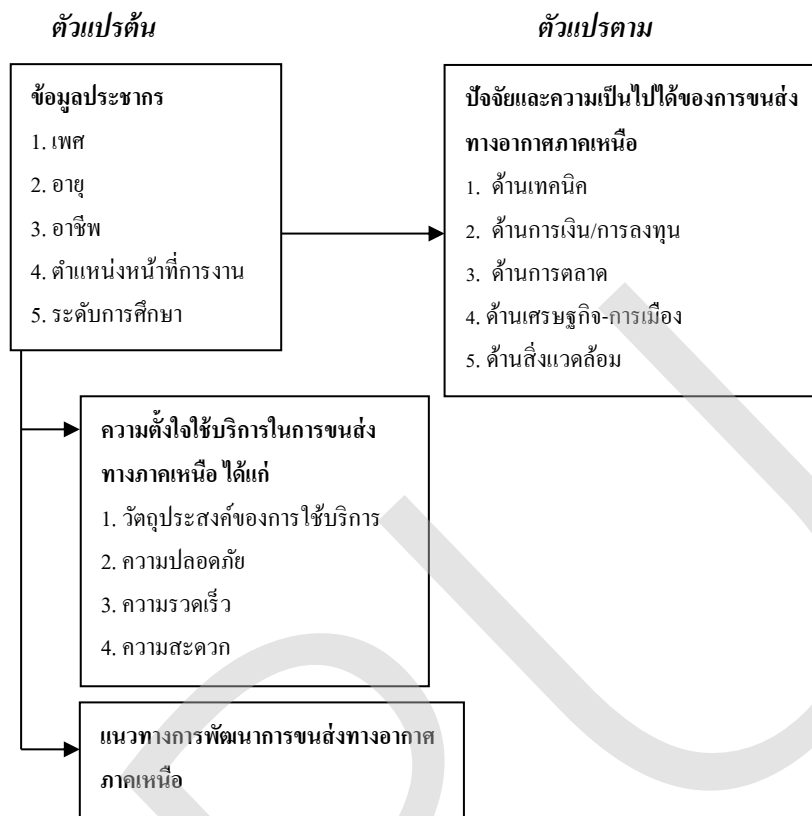 ตัวแปรต้น
ตัวแปรตาม
ข้อมูลประชากร
1. เพศ
2. อายุ
3. อาชีพ
4. ตำแหน่งหน้าที่การงาน
5. ระดับการศึกษา
ปัจจัยและความเป็นไปได้ของการขนส่ง
ทางอากาศภาคเหนือ
1. ด้านเทคนิค
2. ด้านการเงิน/การลงทุน
3. ด้านการตลาด
4. ด้านเศรษฐกิจ-การเมือง
5. ด้านสิ่งแวดล้อม
ความตั้งใจใช้บริการในการขนส่ง
ทางภาคเหนือ ได้แก่
1. วัตถุประสงค์ของการใช้บริการ
2. ความปลอดภัย
3. ความรวดเร็ว
4. ความสะดวก
แนวทางการพัฒนาการขนส่งทางอากาศ
ภาคเหนือ